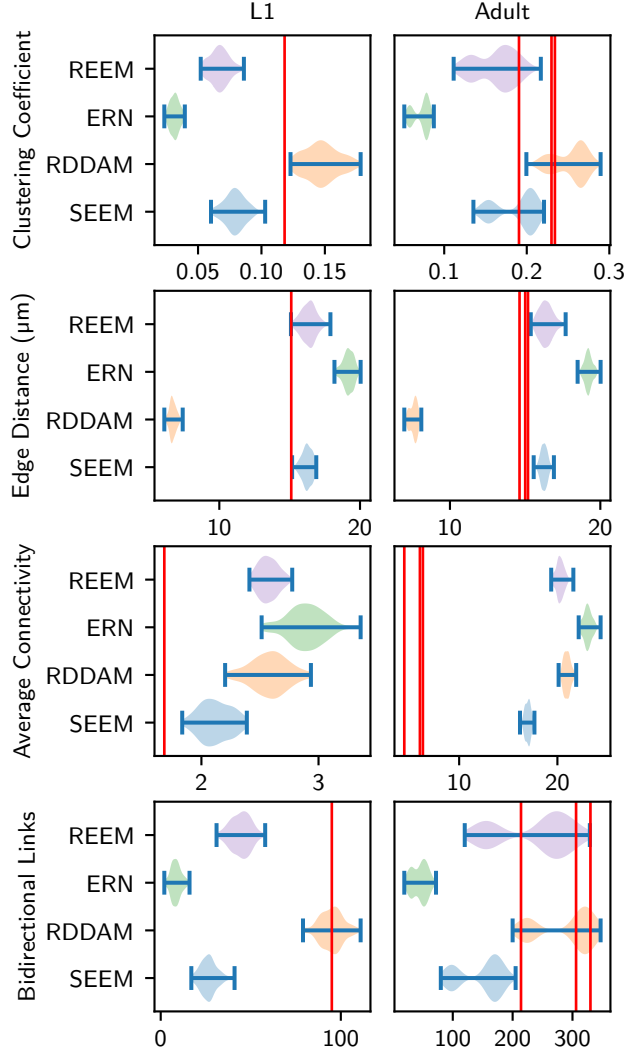 L1
Adult
Clustering Coefficient
REEM
ERN
RDDAM
SEEM
0.05
0.10
0.15
0.1
0.2
0.3
Edge Distance (µm)
REEM
ERN
RDDAM
SEEM
10
20
10
20
Average Connectivity
REEM
ERN
RDDAM
SEEM
2
3
10
20
Bidirectional Links
REEM
ERN
RDDAM
SEEM
0
100
100
200
300